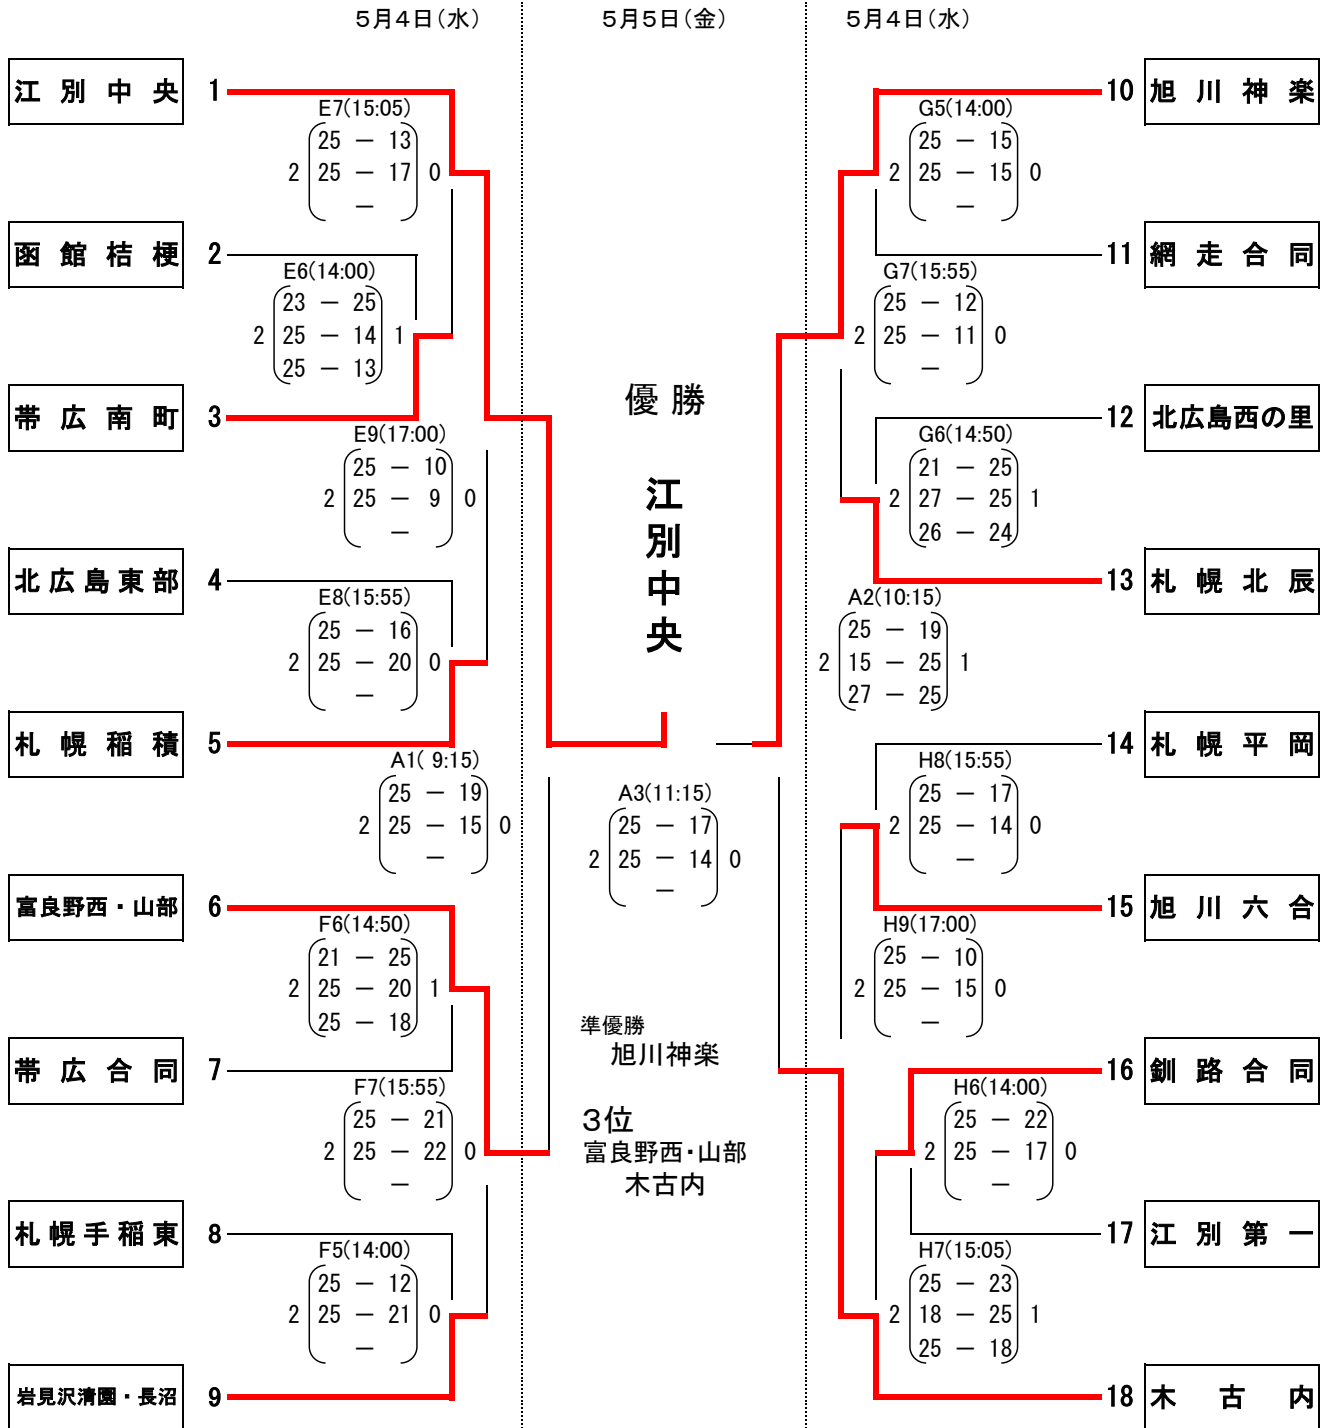 5月4日(水)
5月5日(金)
5月4日(水)
江別中央 1
E7(15:05)
25 － 13
2 25 － 17 0
－
函館桔梗 2
E6(14:00)
23 － 25
2 25 － 14 1
25 － 13
帯広南町 3
E9(17:00)
25 － 10
2 25 － 9 0
－
北広島東部 4
E8(15:55)
25 － 16
2 25 － 20 0
－
札幌稲積 5
A1( 9:15)
25 － 19
2 25 － 15 0
－
富良野西・山部 6
F6(14:50)
21 － 25
2 25 － 20 1
25 － 18
帯広合同 7
F7(15:55)
25 － 21
2 25 － 22 0
－
札幌手稲東 8
F5(14:00)
25 － 12
2 25 － 21 0
－
岩見沢清園・長沼 9
優勝
江別中央
A3(11:15)
25 － 17
2 25 － 14 0
－
準優勝
旭川神楽
3位
富良野西・山部
木古内
10 旭川神楽
G5(14:00)
25 － 15
2 25 － 15 0
－
11 網走合同
G7(15:55)
25 － 12
2 25 － 11 0
－
12 北広島西の里
G6(14:50)
21 － 25
2 27 － 25 1
26 － 24
13 札幌北辰
A2(10:15)
25 － 19
2 15 － 25 1
27 － 25
14 札幌平岡
H8(15:55)
25 － 17
2 25 － 14 0
－
15 旭川六合
H9(17:00)
25 － 10
2 25 － 15 0
－
16 釧路合同
H6(14:00)
25 － 22
2 25 － 17 0
－
17 江別第一
H7(15:05)
25 － 23
2 18 － 25 1
25 － 18
18 木古内